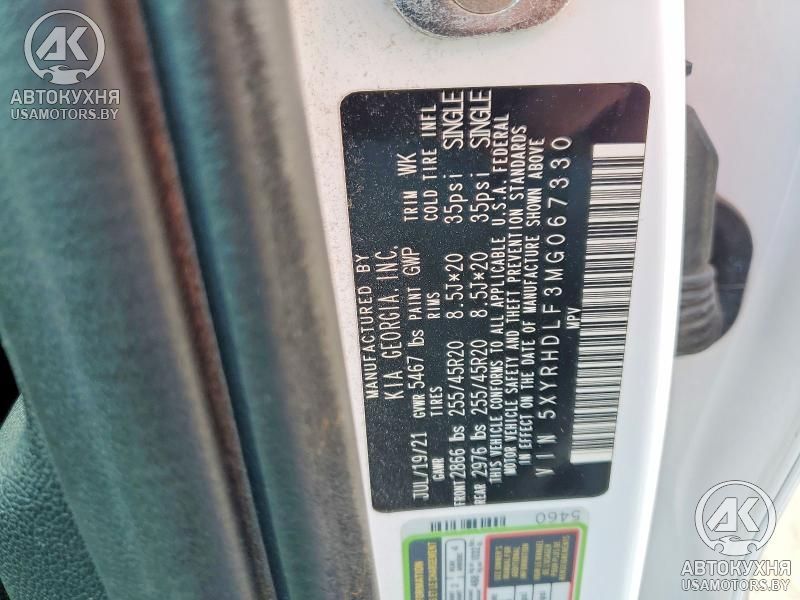 AK
АВТОКУХНЯ
USAMOTORS.BY
MANUFACTURED BY
KIA GEORGIA, INC.
JUL/19/21 GVWR 5467 lbs PAINT GWP TRIM WK
GAWR TIRES RIMS COLD TIRE INFL
FRONT 2866 lbs 255/45R20 8.5J*20 35psi SINGLE
REAR 2976 lbs 255/45R20 8.5J*20 35psi SINGLE
THIS VEHICLE CONFORMS TO ALL APPLICABLE U.S.A. FEDERAL
MOTOR VEHICLE SAFETY AND THEFT PREVENTION STANDARDS
IN EFFECT ON THE DATE OF MANUFACTURE SHOWN ABOVE
VIN 5XYRHDLF3MG067330
MPV
5460
AK
АВТОКУХНЯ
USAMOTORS.BY